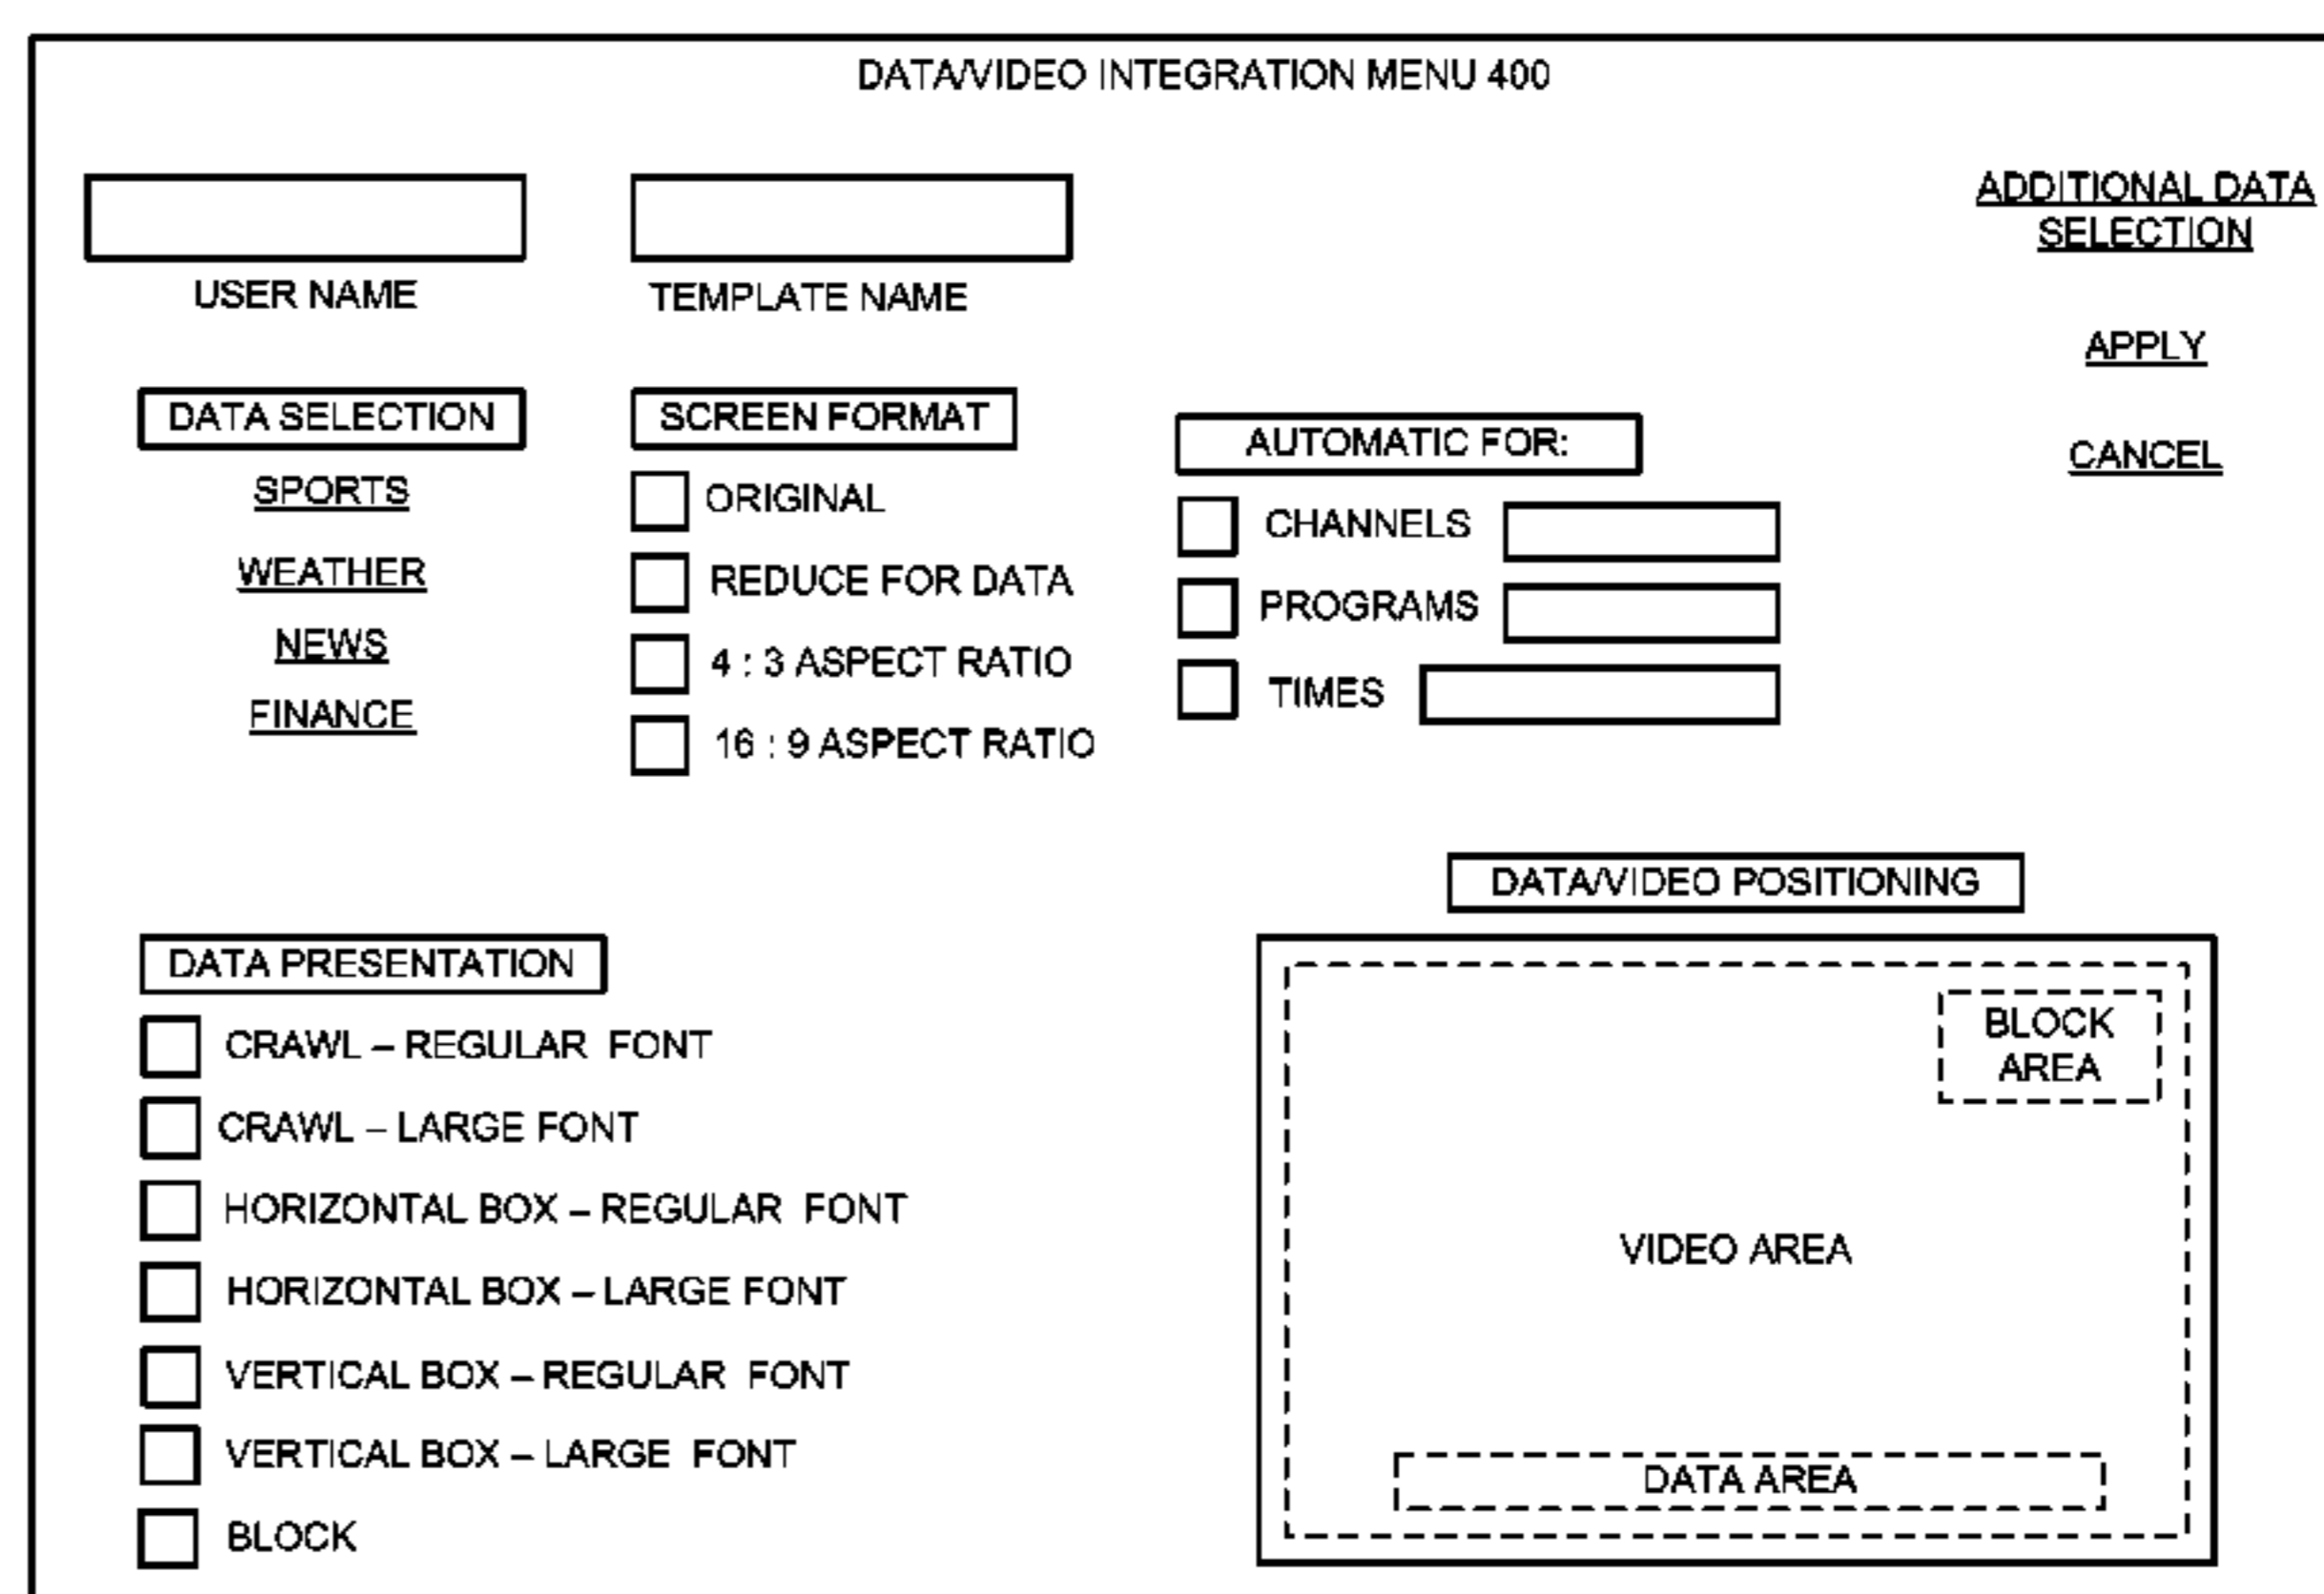 DATA/VIDEO INTEGRATION MENU 400
USER NAME
TEMPLATE NAME
ADDITIONAL DATA
SELECTION
APPLY
CANCEL
DATA SELECTION
SPORTS
WEATHER
NEWS
FINANCE
SCREEN FORMAT
ORIGINAL
REDUCE FOR DATA
4 : 3 ASPECT RATIO
16 : 9 ASPECT RATIO
AUTOMATIC FOR:
CHANNELS
PROGRAMS
TIMES
DATA PRESENTATION
CRAWL – REGULAR FONT
CRAWL – LARGE FONT
HORIZONTAL BOX – REGULAR FONT
HORIZONTAL BOX – LARGE FONT
VERTICAL BOX – REGULAR FONT
VERTICAL BOX – LARGE FONT
BLOCK
DATA/VIDEO POSITIONING
BLOCK
AREA
VIDEO AREA
DATA AREA